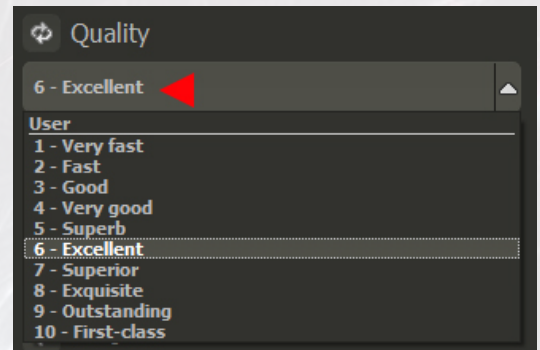 Quality
6 - Excellent
User
1 - Very fast
2 - Fast
3 - Good
4 - Very good
5 - Superb
6 - Excellent
7 - Superior
8 - Exquisite
9 - Outstanding
10 - First-class